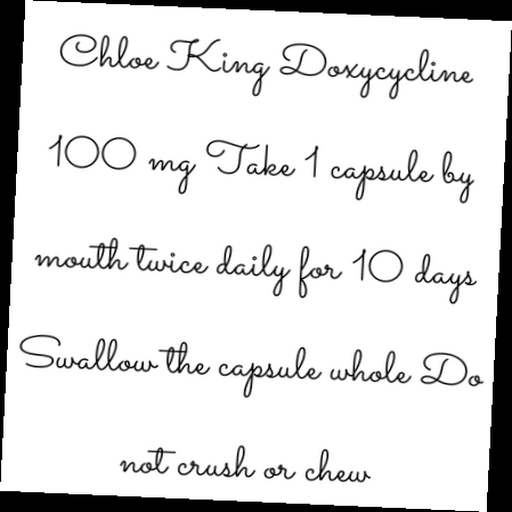 Chloe King Doxycycline
100 mg Take 1 capsule by
mouth twice daily for 10 days
Swallow the capsule whole Do
not crush or chew